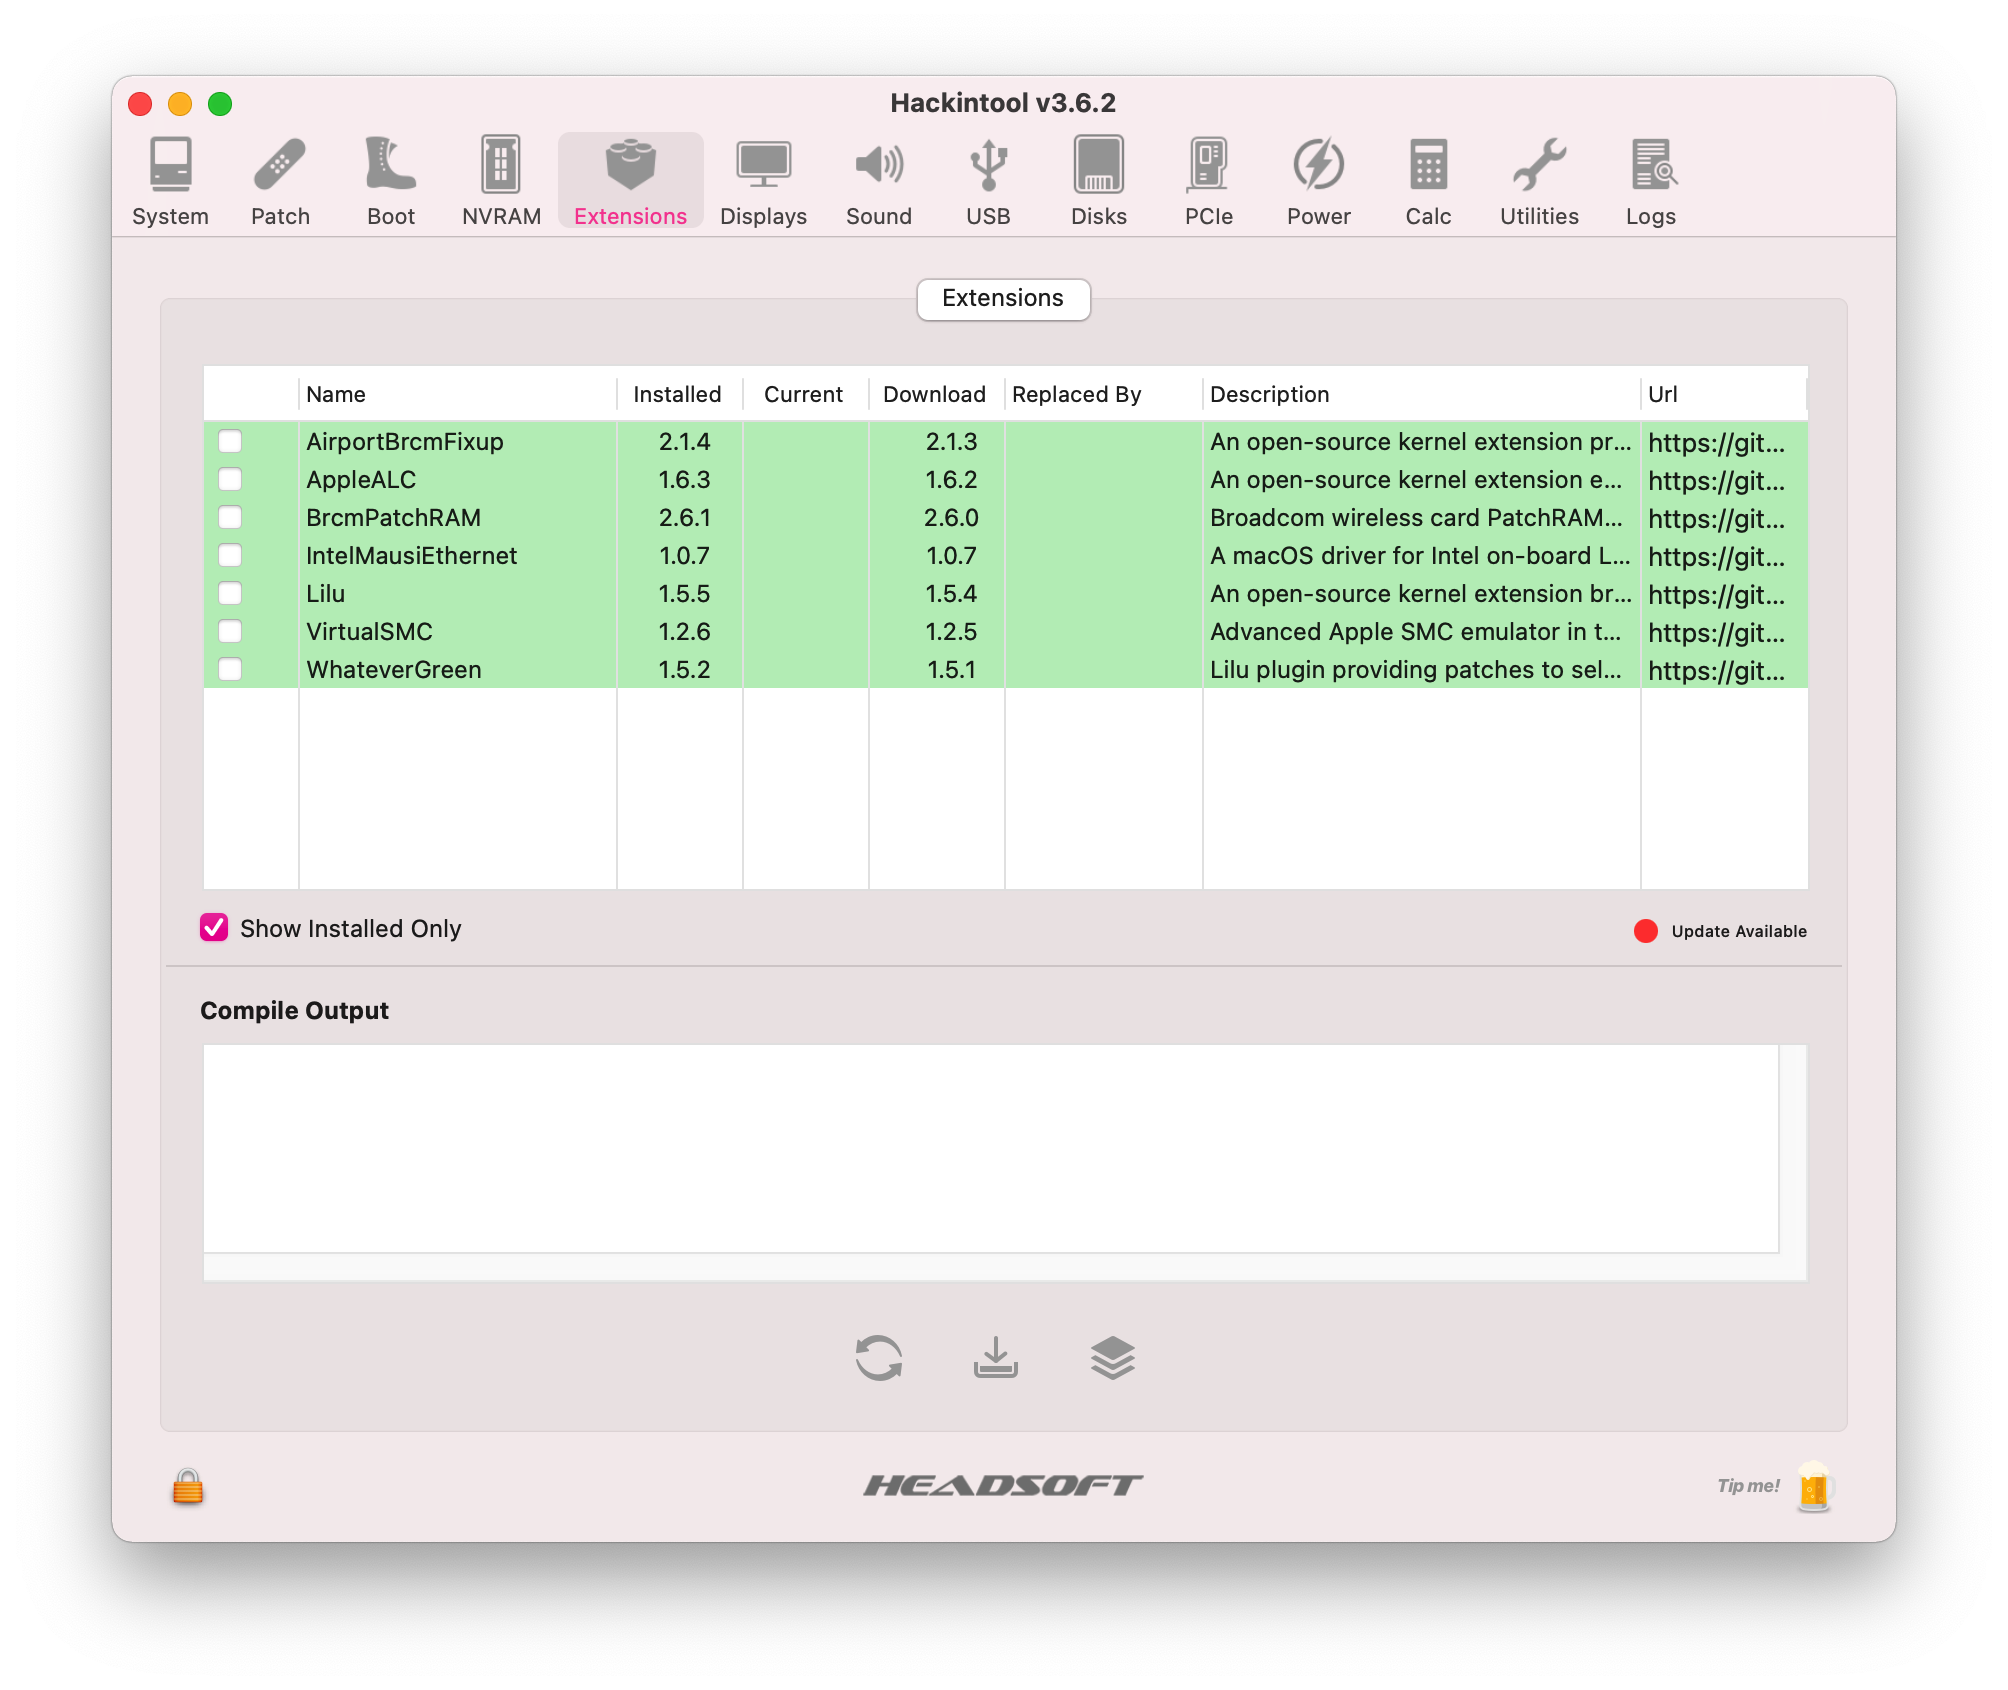 Hackintool v3.6.2
System Patch Boot NVRAM Extensions Displays Sound USB Disks PCIe Power Calc Utilities Logs
Extensions
Name Installed Current Download Replaced By Description Url
AirportBrcmFixup 2.1.4 2.1.3 An open-source kernel extension pr... https://git...
AppleALC 1.6.3 1.6.2 An open-source kernel extension e... https://git...
BrcmPatchRAM 2.6.1 2.6.0 Broadcom wireless card PatchRAM... https://git...
IntelMausiEthernet 1.0.7 1.0.7 A macOS driver for Intel on-board L... https://git...
Lilu 1.5.5 1.5.4 An open-source kernel extension br... https://git...
VirtualSMC 1.2.6 1.2.5 Advanced Apple SMC emulator in t... https://git...
WhateverGreen 1.5.2 1.5.1 Lilu plugin providing patches to sel... https://git...
Show Installed Only Update Available
Compile Output
HEADSOFT Tip me!